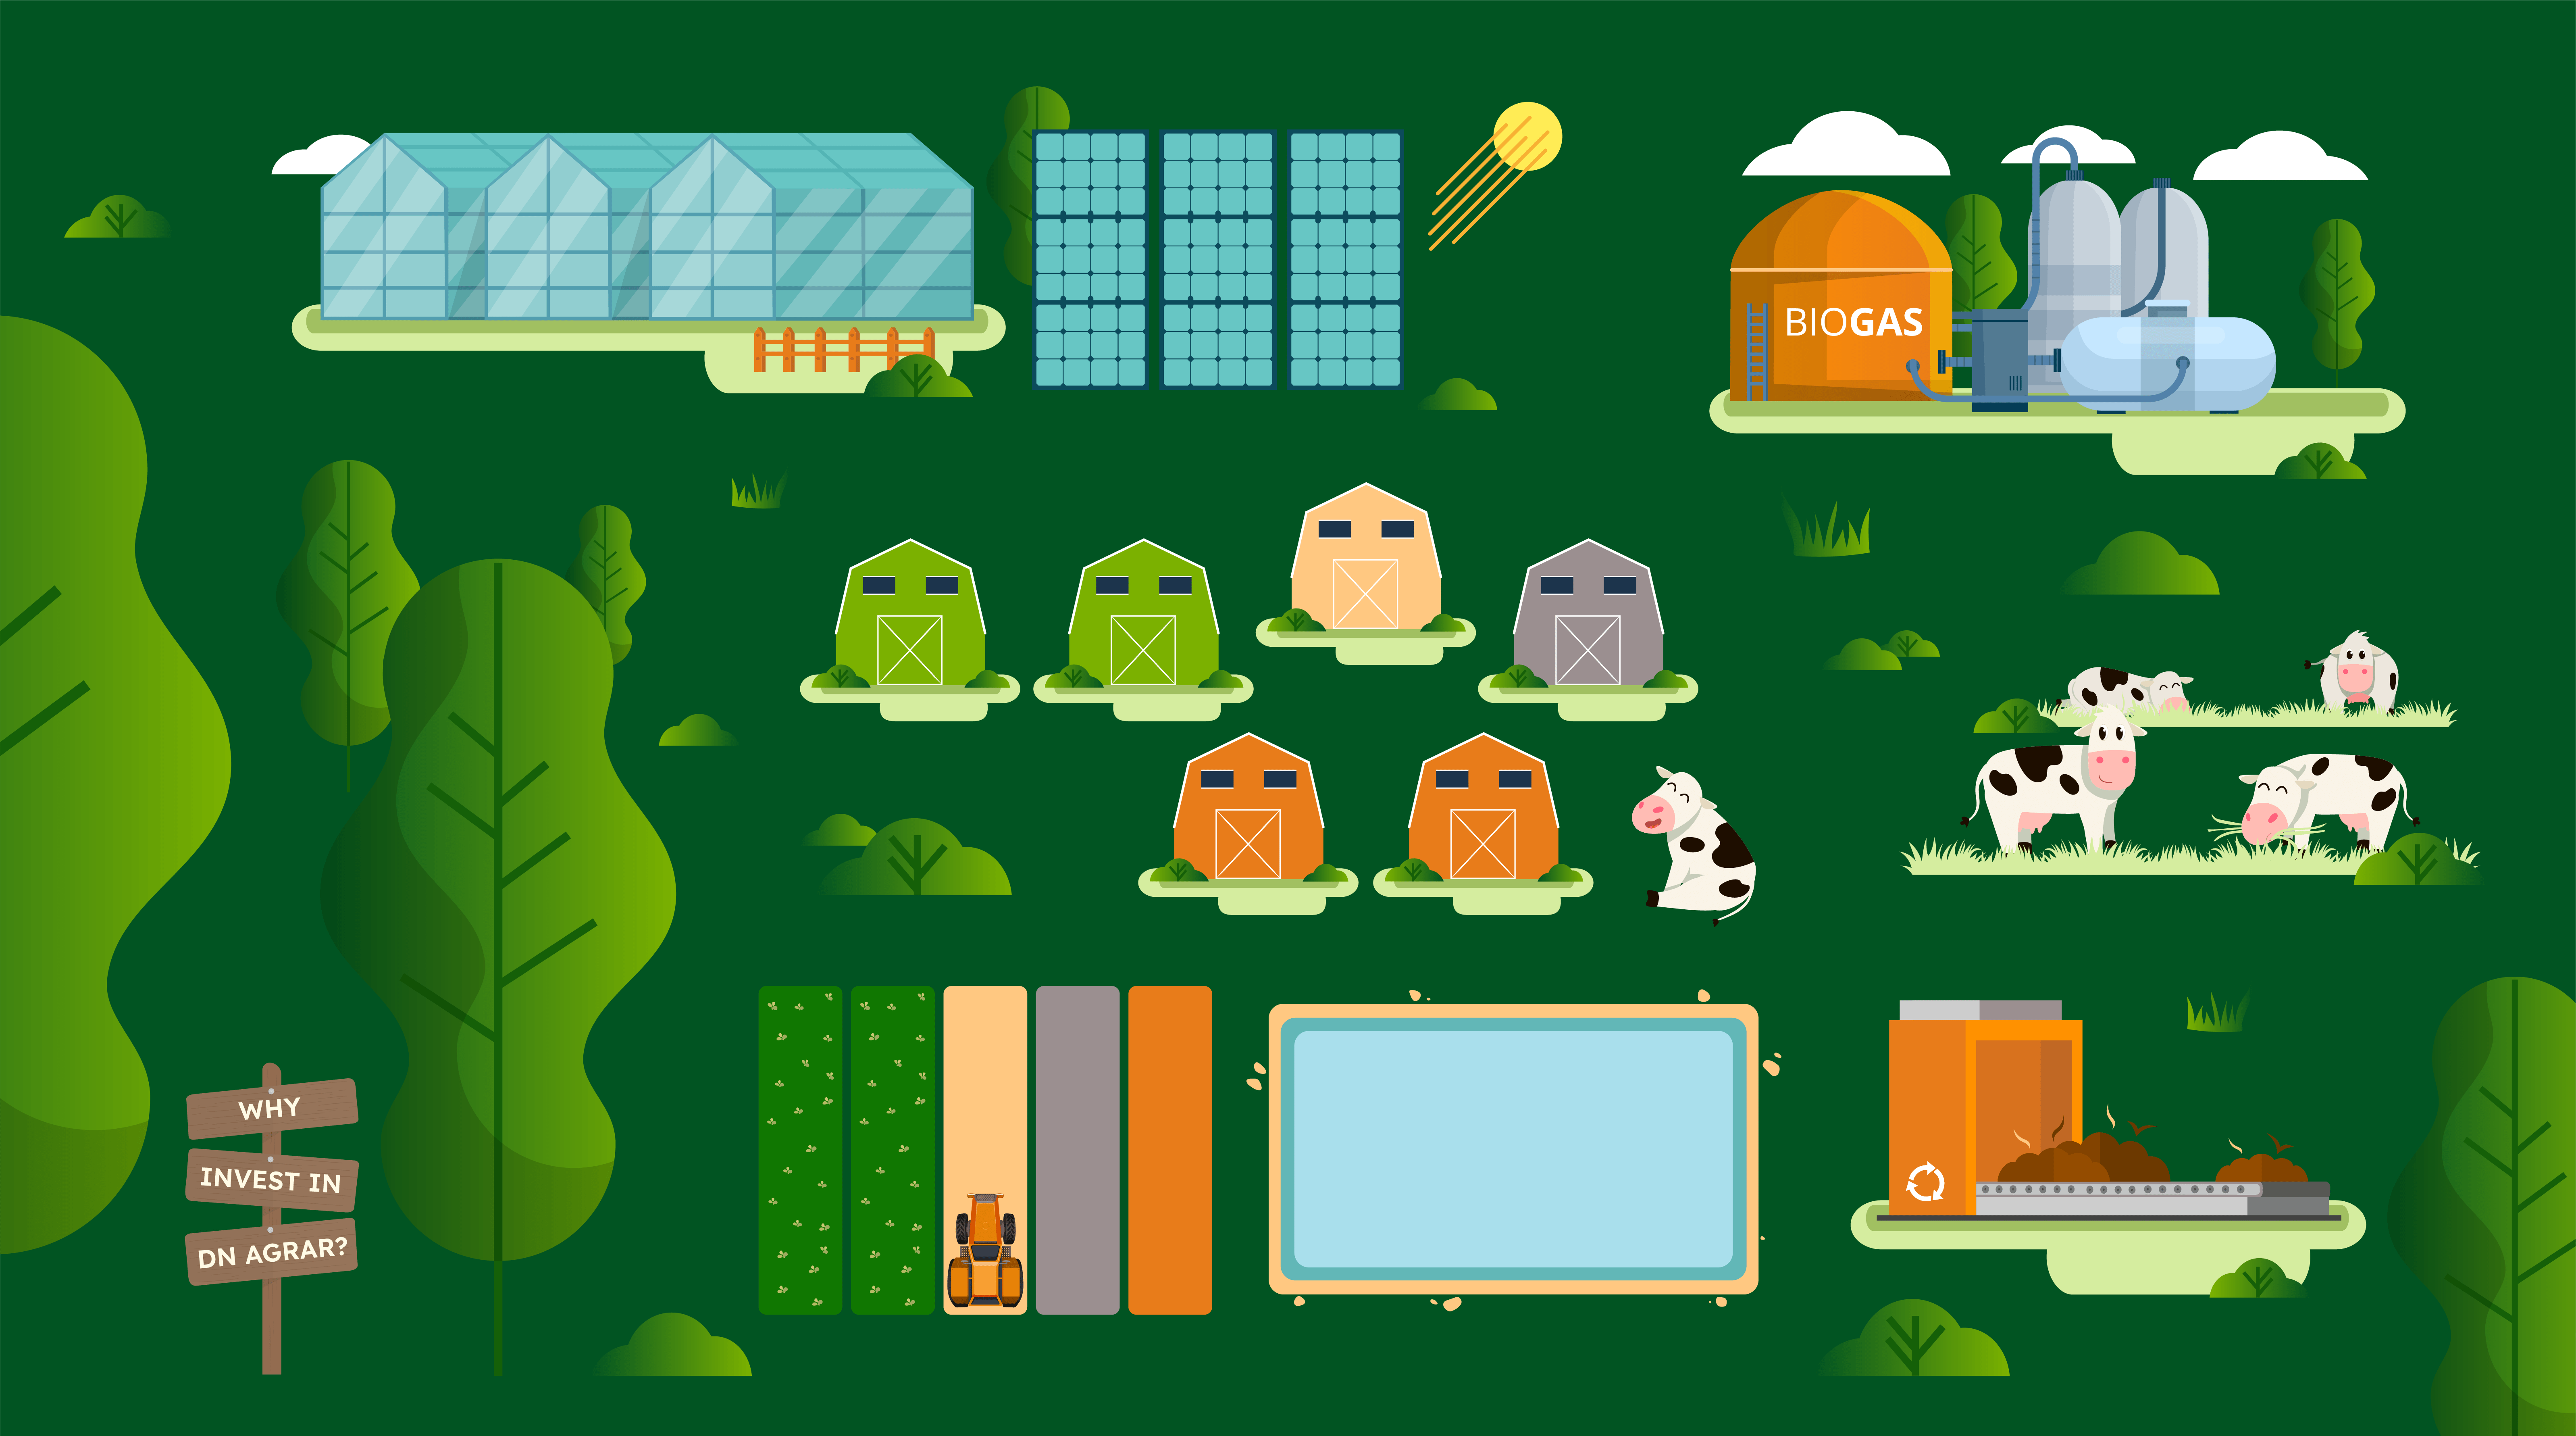 BIOGAS
WHY
INVEST IN
DN AGRAR?